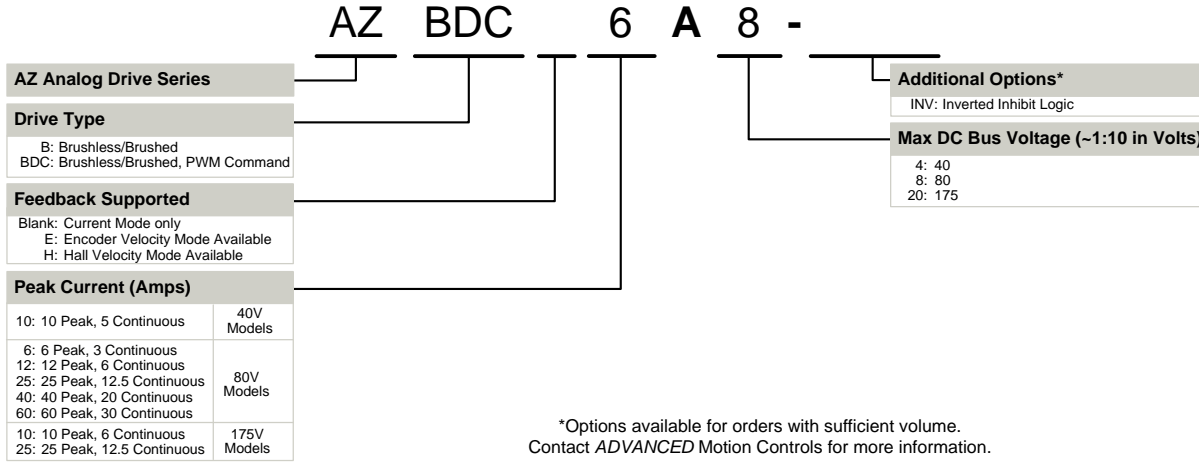 AZ BDC 6 A 8 -
AZ Analog Drive Series
Drive Type
B: Brushless/Brushed
BDC: Brushless/Brushed, PWM Command
Feedback Supported
Blank: Current Mode only
E: Encoder Velocity Mode Available
H: Hall Velocity Mode Available
Peak Current (Amps)
10: 10 Peak, 5 Continuous
40V
Models
6: 6 Peak, 3 Continuous
12: 12 Peak, 6 Continuous
25: 25 Peak, 12.5 Continuous
40: 40 Peak, 20 Continuous
60: 60 Peak, 30 Continuous
80V
Models
10: 10 Peak, 6 Continuous
25: 25 Peak, 12.5 Continuous
175V
Models
Additional Options*
INV: Inverted Inhibit Logic
Max DC Bus Voltage (~1:10 in Volts)
4: 40
8: 80
20: 175
*Options available for orders with sufficient volume.
Contact ADVANCED Motion Controls for more information.